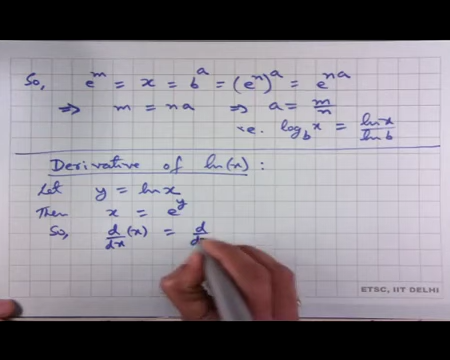 So, e^m = x = b^a = (e^n)^a = e^{na}
⇒ m = na ⇒ a = m/n
i.e. log_b x = ln x / ln b
Derivative of ln(x) :
Let y = ln x
Then x = e^y
So, d/dx (x) = d/d
ETSC, IIT DELHI